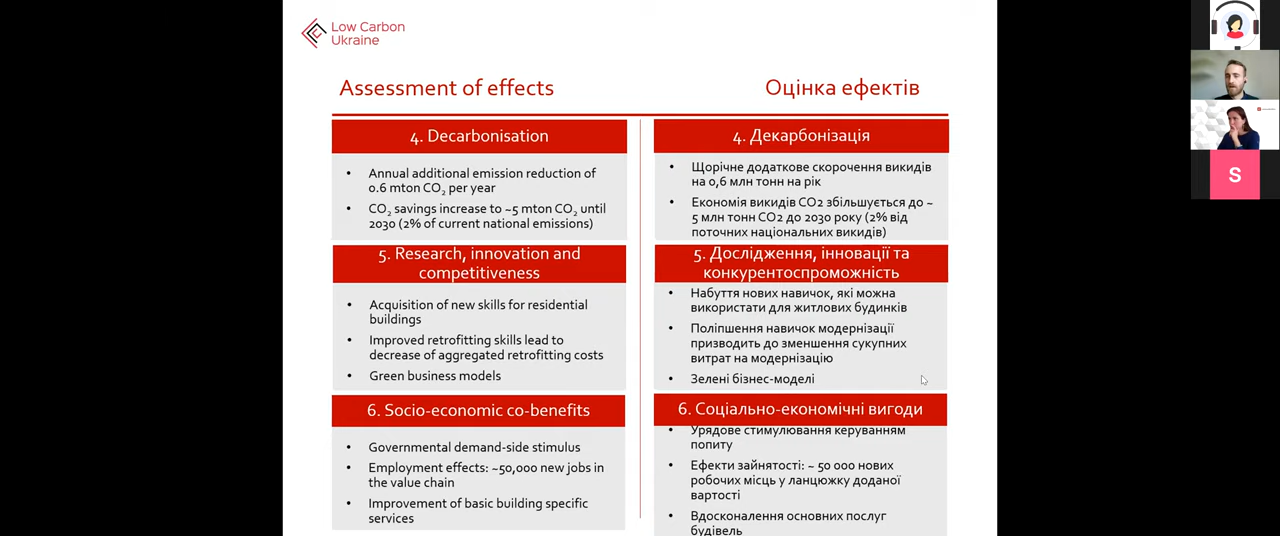 Low Carbon
Ukraine
Assessment of effects
4. Decarbonisation
• Annual additional emission reduction of
0.6 mton CO₂ per year
• CO₂ savings increase to ~5 mton CO₂ until
2030 (2% of current national emissions)
5. Research, innovation and
competitiveness
• Acquisition of new skills for residential
buildings
• Improved retrofitting skills lead to
decrease of aggregated retrofitting costs
• Green business models
6. Socio-economic co-benefits
• Governmental demand-side stimulus
• Employment effects: ~50,000 new jobs in
the value chain
• Improvement of basic building specific
services
Оцінка ефектів
4. Декарбонізація
• Щорічне додаткове скорочення викидів
на 0,6 млн тонн на рік
• Економія викидів СО2 збільшується до ~
5 млн тонн СО2 до 2030 року (2% від
поточних національних викидів)
5. Дослідження, інновації та
конкурентоспроможність
• Набуття нових навичок, які можна
використати для житлових будинків
• Поліпшення навичок модернізації
призводить до зменшення сукупних
витрат на модернізацію
• Зелені бізнес-моделі
6. Соціально-економічні вигоди
• Урядове стимулювання керуванням
попиту
• Ефекти зайнятості: ~ 50 000 нових
робочих місць у ланцюжку доданої
вартості
• Вдосконалення основних послуг
будівель
S